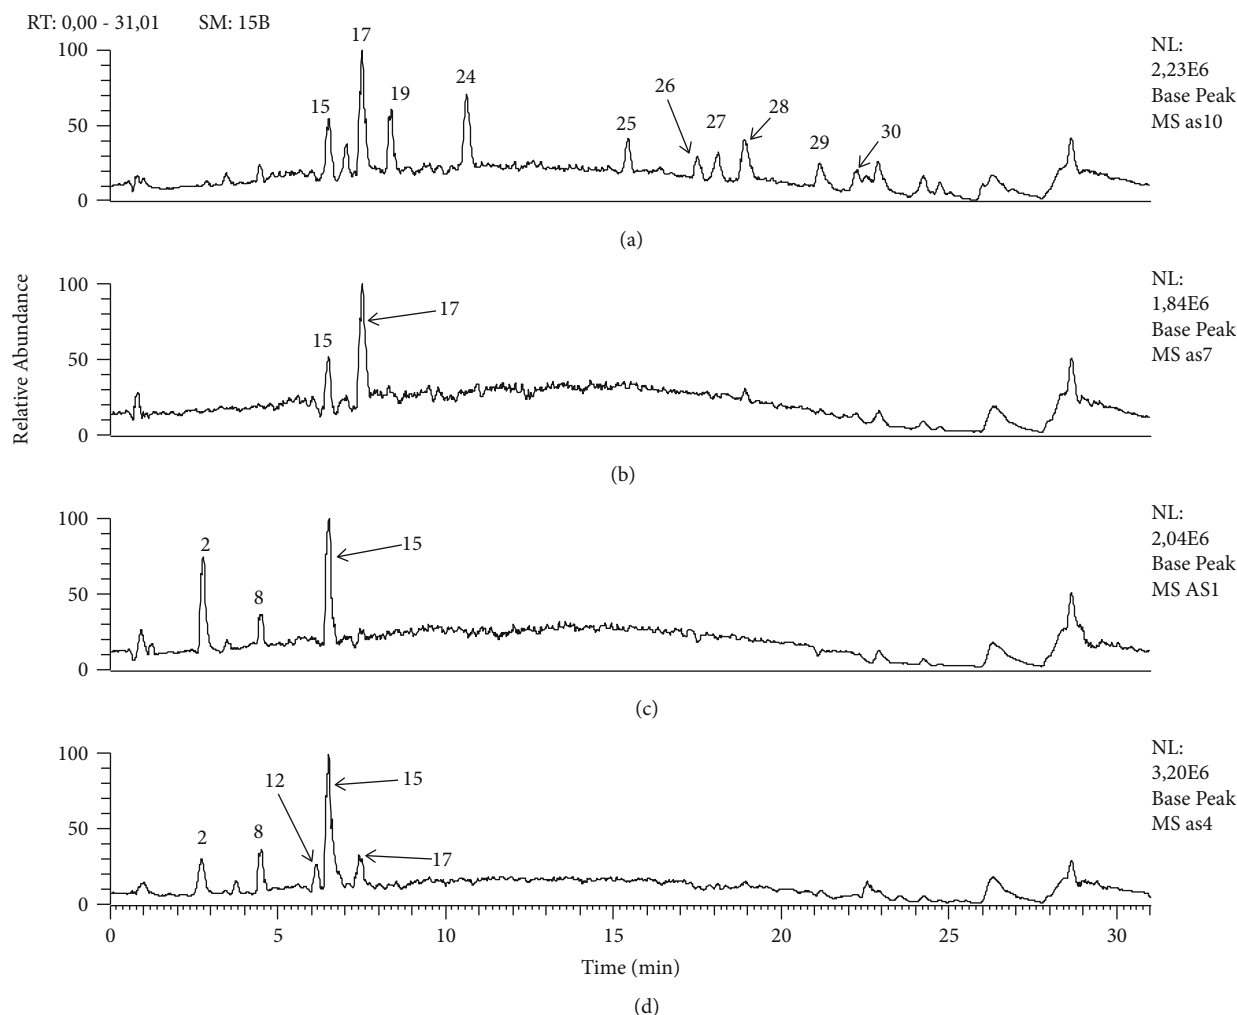 RT: 0,00 - 31,01 SM: 15B
Relative Abundance
100
50
0
15
17
19
24
25
26
27
28
29
30
NL:
2,23E6
Base Peak
MS as10
(a)
100
50
0
15
17
NL:
1,84E6
Base Peak
MS as7
(b)
100
50
0
2
8
15
NL:
2,04E6
Base Peak
MS AS1
(c)
100
50
0
2
8
12
15
17
NL:
3,20E6
Base Peak
MS as4
0 5 10 15 20 25 30
Time (min)
(d)